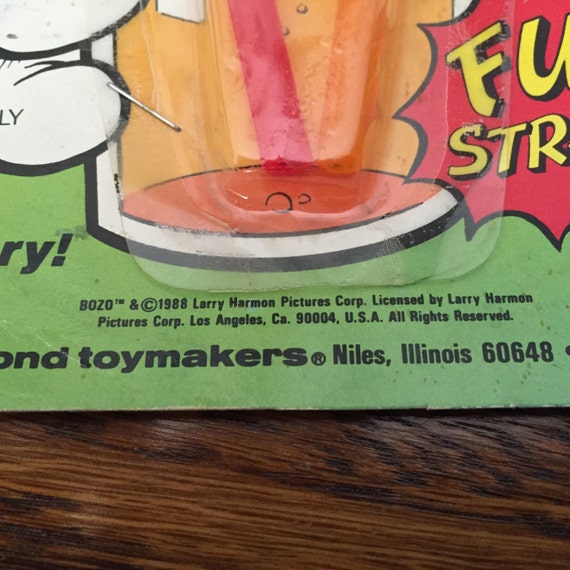 LY
FU
STR
ry!
BOZO™ & ©1988 Larry Harmon Pictures Corp. Licensed by Larry Harmon
Pictures Corp. Los Angeles, Ca. 90004, U.S.A. All Rights Reserved.
ond toymakers® Niles, Illinois 60648